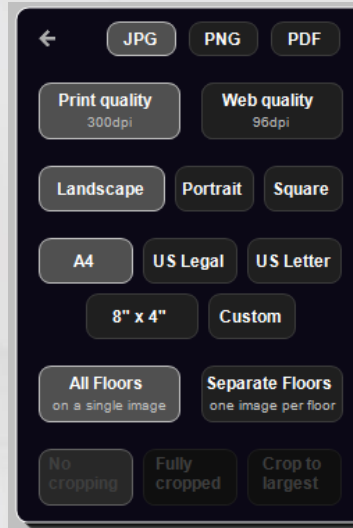 JPG PNG PDF
Print quality Web quality
300dpi 96dpi
Landscape Portrait Square
A4 US Legal US Letter
8" x 4" Custom
All Floors Separate Floors
on a single image one image per floor
No Fully Crop to
cropping cropped largest